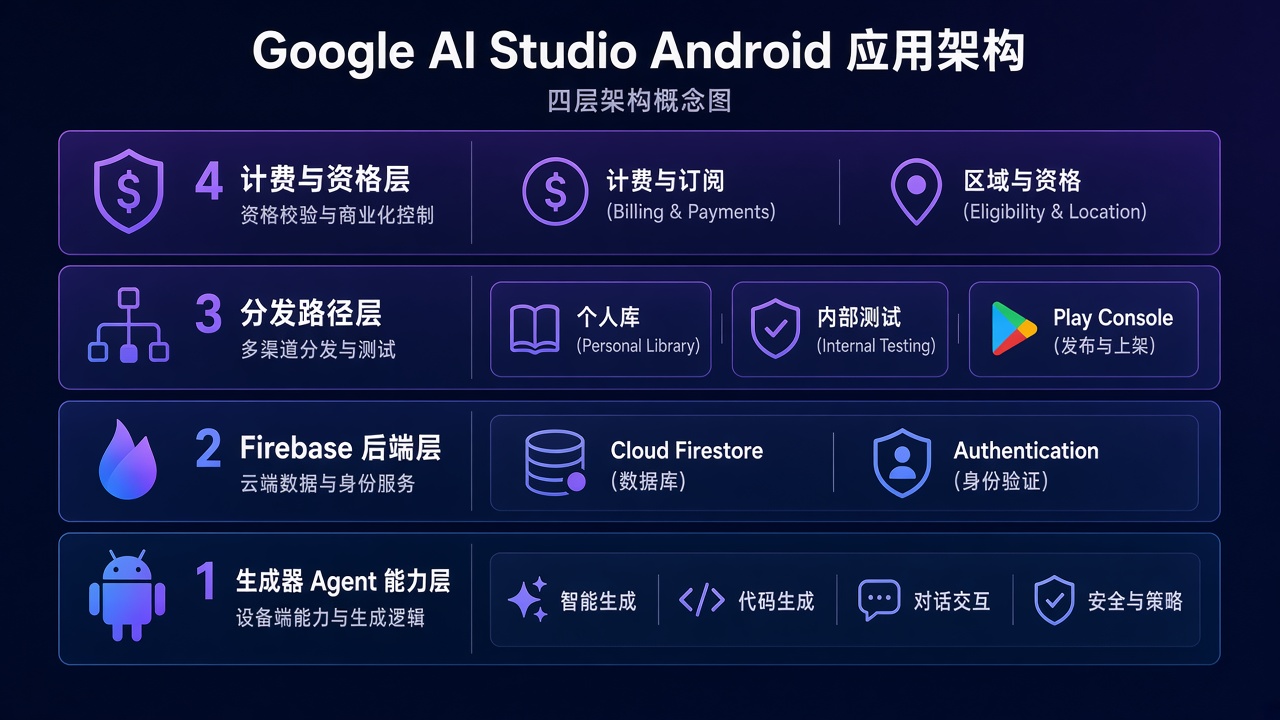 Google AI Studio Android 应用架构
四层架构概念图
4 计费与资格层
资格校验与商业化控制
计费与订阅
(Billing & Payments)
区域与资格
(Eligibility & Location)
3 分发路径层
多渠道分发与测试
个人库
(Personal Library)
内部测试
(Internal Testing)
Play Console
(发布与上架)
2 Firebase 后端层
云端数据与身份服务
Cloud Firestore
(数据库)
Authentication
(身份验证)
1 生成器 Agent 能力层
设备端能力与生成逻辑
智能生成
代码生成
对话交互
安全与策略